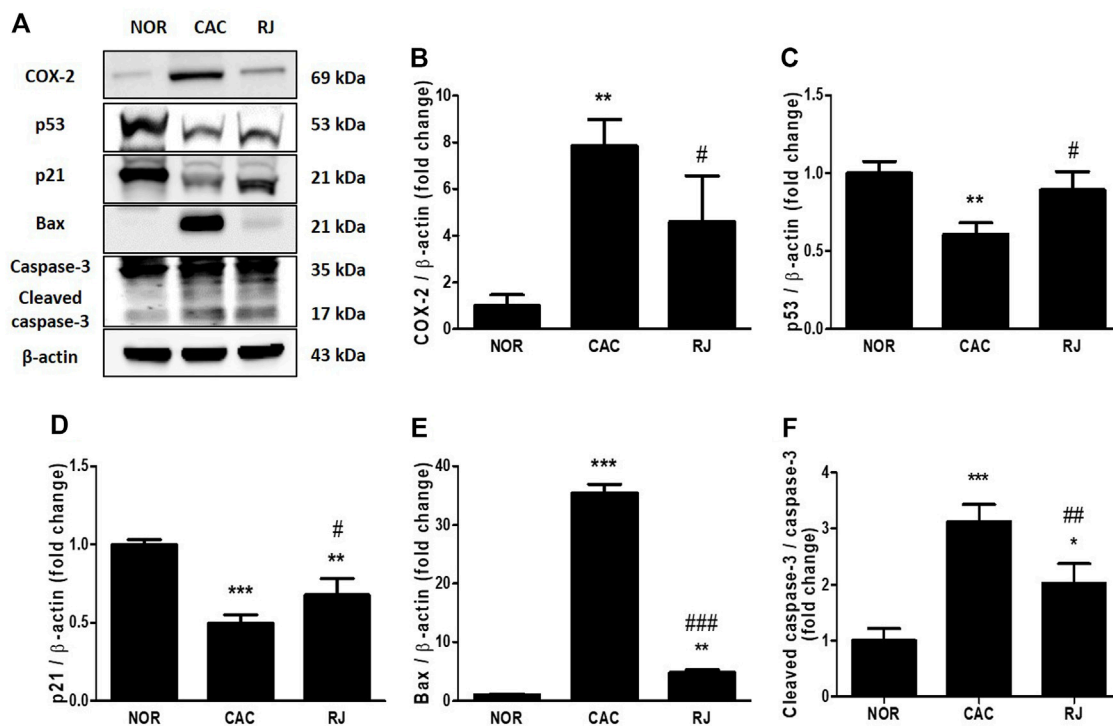 A
NOR CAC RJ
COX-2 69 kDa
p53 53 kDa
p21 21 kDa
Bax 21 kDa
Caspase-3 35 kDa
Cleaved
caspase-3 17 kDa
β-actin 43 kDa
B
COX-2 / β-actin (fold change)
10
8
6
4
2
0
**
#
NOR CAC RJ
C
p53 / β-actin (fold change)
1.5
1.0
0.5
0.0
**
#
NOR CAC RJ
D
p21 / β-actin (fold change)
1.5
1.0
0.5
0.0
***
#
**
NOR CAC RJ
E
Bax / β-actin (fold change)
40
30
20
10
0
***
###
**
NOR CAC RJ
F
Cleaved caspase-3 / caspase-3
(fold change)
4
3
2
1
0
***
##
*
NOR CAC RJ